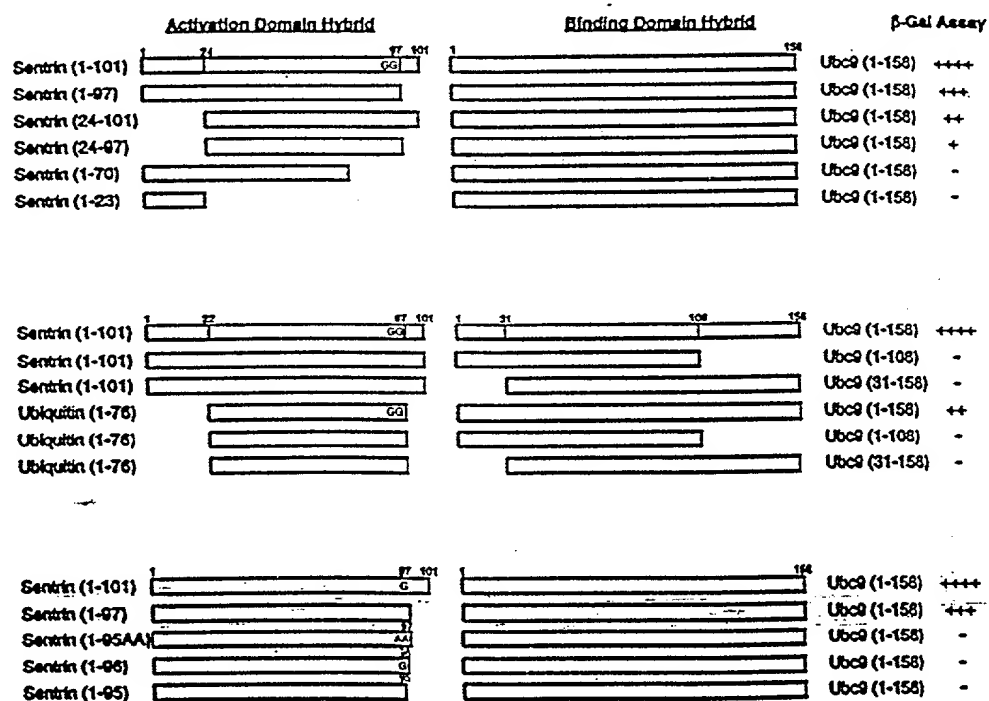 Activation Domain Hybrid Binding Domain Hybrid β-Gal Assay
1 24 97 101 1 158
Sentrin (1-101) GG Ubc9 (1-158) ++++
Sentrin (1-97) Ubc9 (1-158) +++
Sentrin (24-101) Ubc9 (1-158) ++
Sentrin (24-97) Ubc9 (1-158) +
Sentrin (1-70) Ubc9 (1-158) -
Sentrin (1-23) Ubc9 (1-158) -
1 22 97 101 1 31 108 158
Sentrin (1-101) GG Ubc9 (1-158) ++++
Sentrin (1-101) Ubc9 (1-108) -
Sentrin (1-101) Ubc9 (31-158) -
Ubiquitin (1-76) GG Ubc9 (1-158) ++
Ubiquitin (1-76) Ubc9 (1-108) -
Ubiquitin (1-76) Ubc9 (31-158) -
1 97 101 1 158
Sentrin (1-101) G Ubc9 (1-158) ++++
Sentrin (1-97) Ubc9 (1-158) +++
Sentrin (1-95AA) AA Ubc9 (1-158) -
Sentrin (1-96) G Ubc9 (1-158) -
Sentrin (1-95) Ubc9 (1-158) -